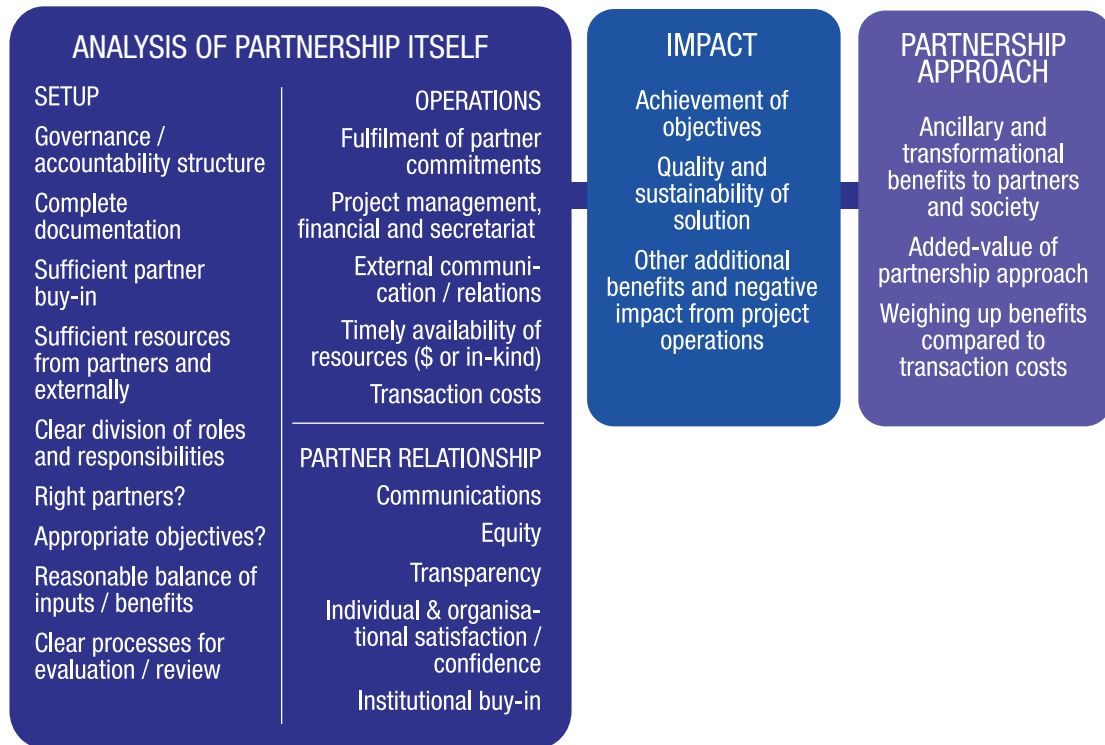 ANALYSIS OF PARTNERSHIP ITSELF
SETUP
Governance /
accountability structure
Complete
documentation
Sufficient partner
buy-in
Sufficient resources
from partners and
externally
Clear division of roles
and responsibilities
Right partners?
Appropriate objectives?
Reasonable balance of
inputs / benefits
Clear processes for
evaluation / review
OPERATIONS
Fulfilment of partner
commitments
Project management,
financial and secretariat
External communi-
cation / relations
Timely availability of
resources ($ or in-kind)
Transaction costs
PARTNER RELATIONSHIP
Communications
Equity
Transparency
Individual & organisa-
tional satisfaction /
confidence
Institutional buy-in
IMPACT
Achievement of
objectives
Quality and
sustainability of
solution
Other additional
benefits and negative
impact from project
operations
PARTNERSHIP
APPROACH
Ancillary and
transformational
benefits to partners
and society
Added-value of
partnership approach
Weighing up benefits
compared to
transaction costs